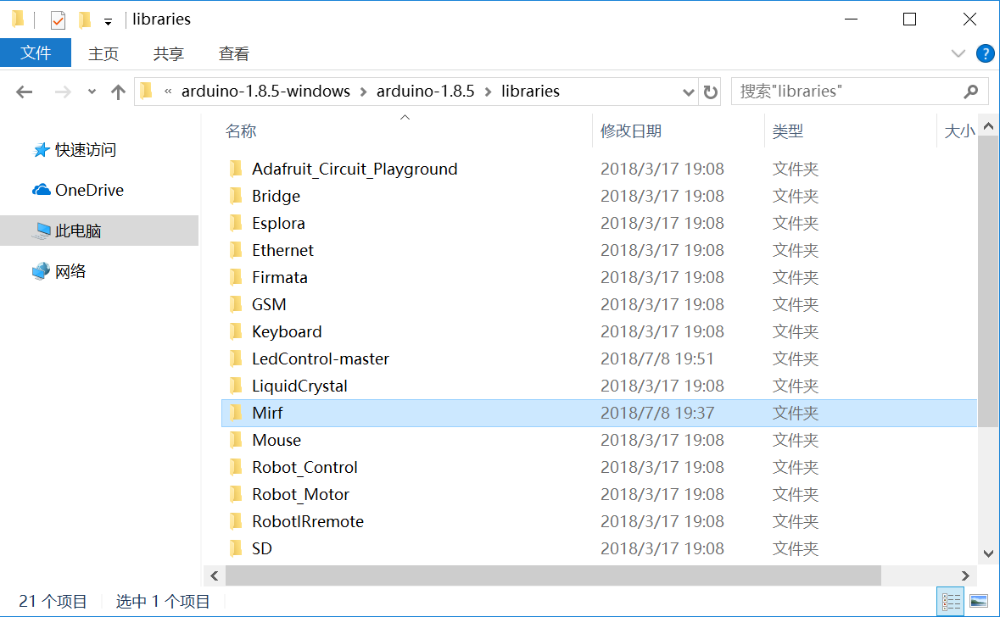 libraries
文件 主页 共享 查看
« arduino-1.8.5-windows arduino-1.8.5 libraries 搜索"libraries"
名称 修改日期 类型 大小
快速访问
OneDrive
此电脑
网络
Adafruit_Circuit_Playground 2018/3/17 19:08 文件夹
Bridge 2018/3/17 19:08 文件夹
Esplora 2018/3/17 19:08 文件夹
Ethernet 2018/3/17 19:08 文件夹
Firmata 2018/3/17 19:08 文件夹
GSM 2018/3/17 19:08 文件夹
Keyboard 2018/3/17 19:08 文件夹
LedControl-master 2018/7/8 19:51 文件夹
LiquidCrystal 2018/3/17 19:08 文件夹
Mirf 2018/7/8 19:37 文件夹
Mouse 2018/3/17 19:08 文件夹
Robot_Control 2018/3/17 19:08 文件夹
Robot_Motor 2018/3/17 19:08 文件夹
RobotIRremote 2018/3/17 19:08 文件夹
SD 2018/3/17 19:08 文件夹
21 个项目 选中 1 个项目